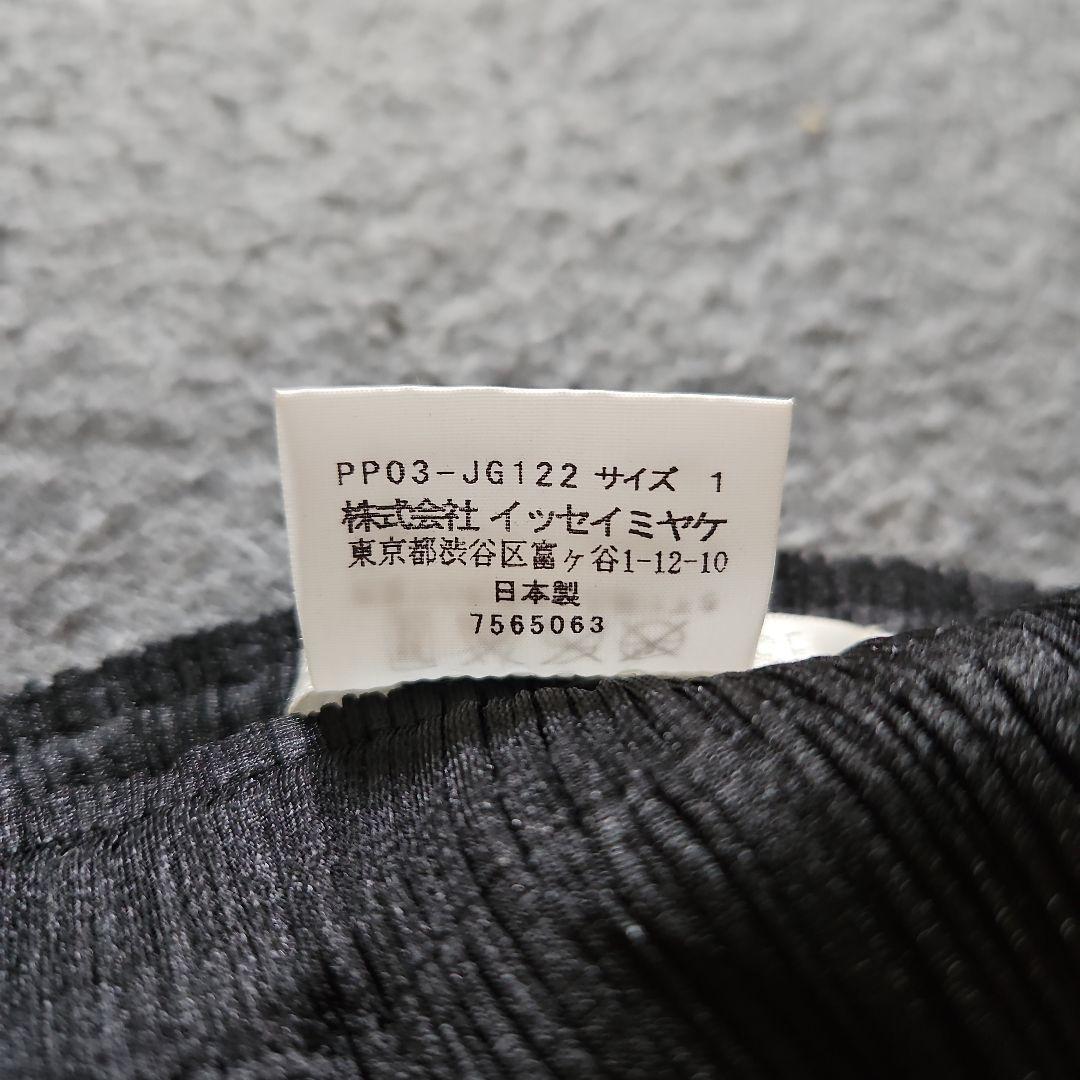 PP03-JG122 サイズ 1
株式会社 イッセイミヤケ
東京都渋谷区富ヶ谷1-12-10
日本製
7565063